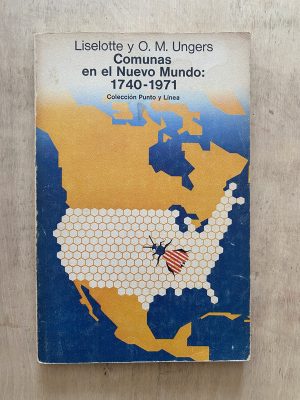 Liselotte y O. M. Ungers
Comunas
en el Nuevo Mundo:
1740-1971
Colección Punto y Línea